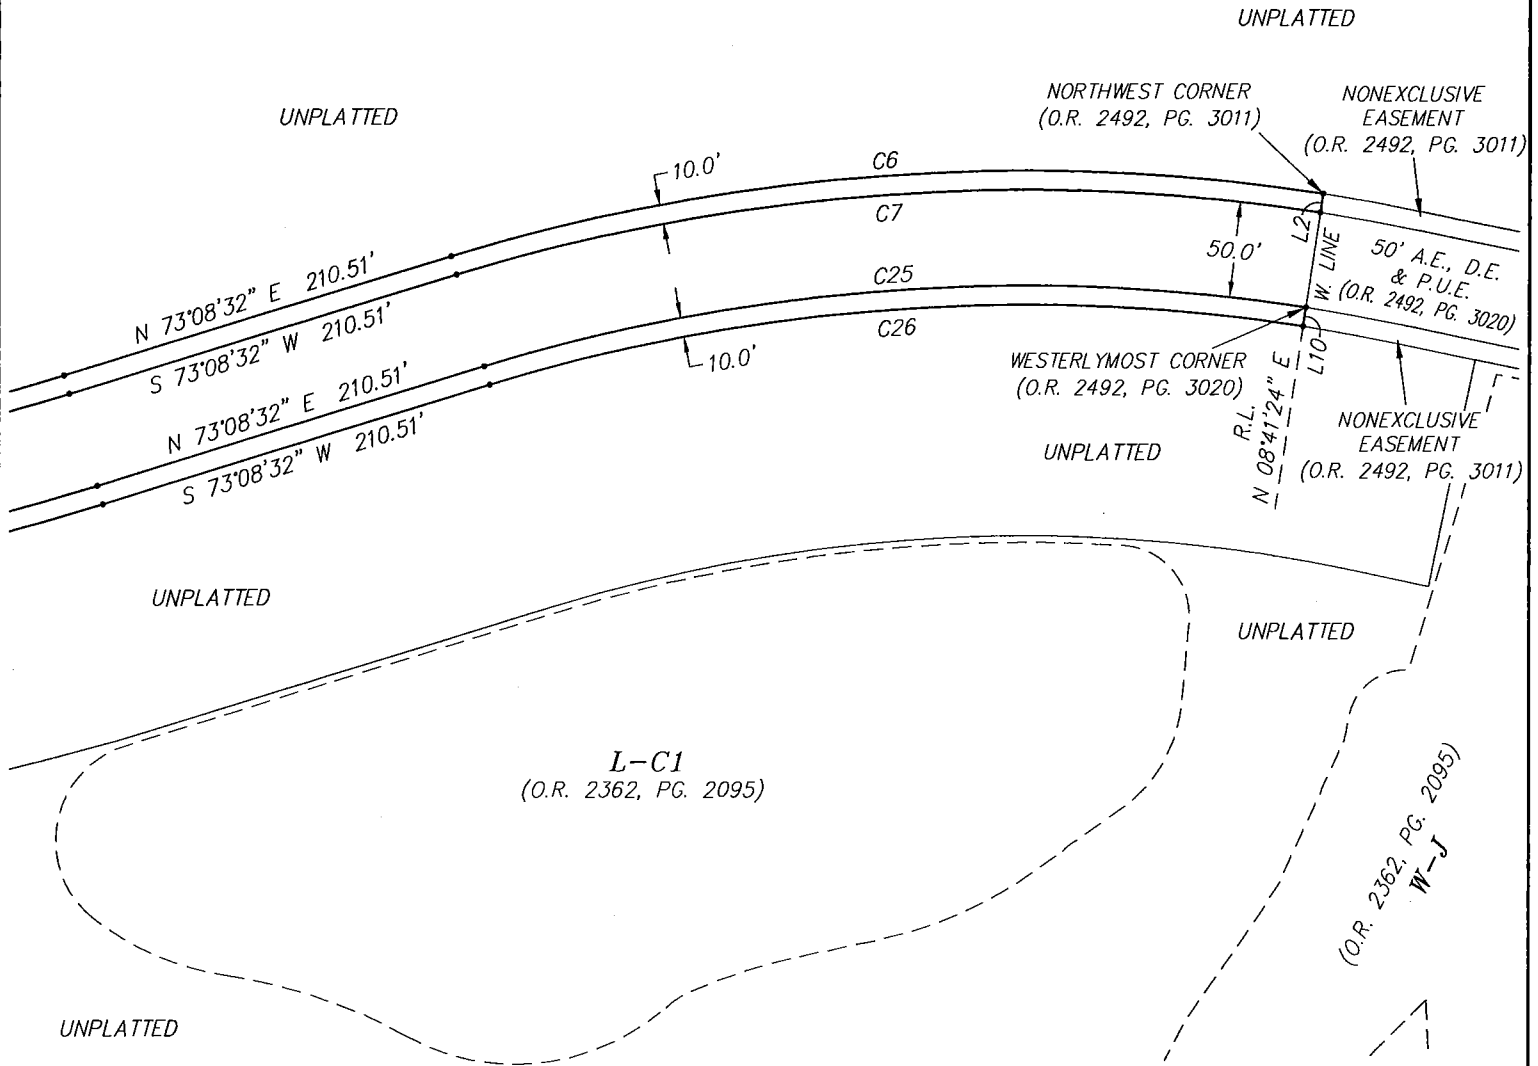 UNPLATTED
NORTHWEST CORNER
(O.R. 2492, PG. 3011)
NONEXCLUSIVE
EASEMENT
(O.R. 2492, PG. 3011)
UNPLATTED
10.0'
C6
C7
L2
W. LINE
50.0'
50' A.E., D.E.
& P.U.E.
(O.R. 2492, PG. 3020)
N 73°08'32" E 210.51'
S 73°08'32" W 210.51'
C25
C26
10.0'
WESTERLYMOST CORNER
(O.R. 2492, PG. 3020)
L10
R.L.
N 08°41'24" E
N 73°08'32" E 210.51'
S 73°08'32" W 210.51'
NONEXCLUSIVE
EASEMENT
(O.R. 2492, PG. 3011)
UNPLATTED
UNPLATTED
UNPLATTED
L-C1
(O.R. 2362, PG. 2095)
(O.R. 2362, PG. 2095)
W-J
UNPLATTED